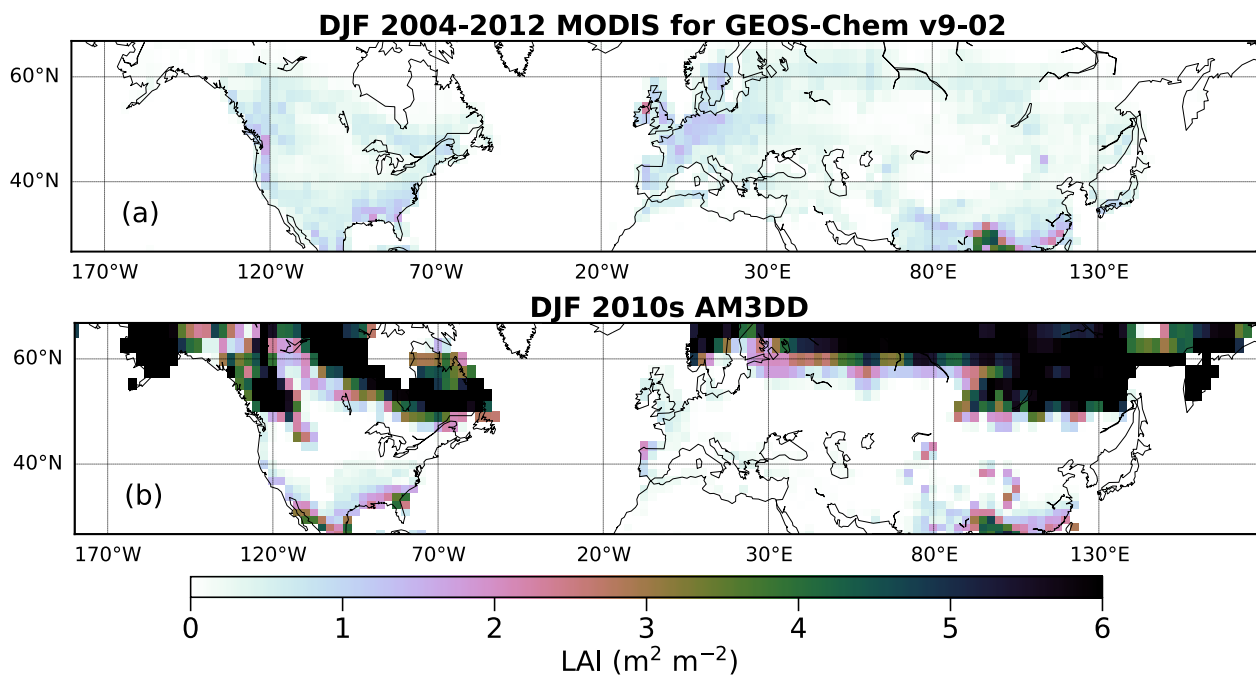 DJF 2004-2012 MODIS for GEOS-Chem v9-02
60°N
40°N
(a)
170°W 120°W 70°W 20°W 30°E 80°E 130°E
DJF 2010s AM3DD
60°N
40°N
(b)
170°W 120°W 70°W 20°W 30°E 80°E 130°E
0 1 2 3 4 5 6
LAI (m² m⁻²)